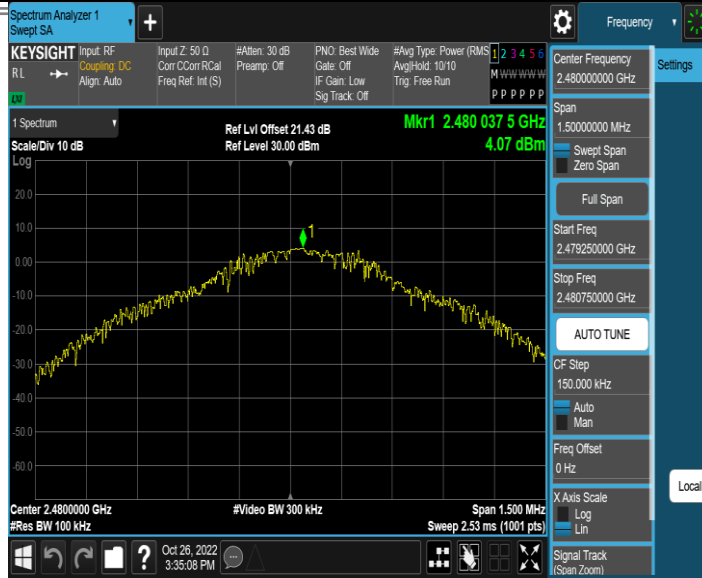 Spectrum Analyzer 1
Swept SA
+
Frequency
KEYSIGHT
Input: RF
Coupling: DC
Align: Auto
Input Z: 50 Ω
Corr CCorr RCal
Freq Ref: Int (S)
#Atten: 30 dB
Preamp: Off
PNO: Best Wide
Gate: Off
IF Gain: Low
Sig Track: Off
#Avg Type: Power (RMS
Avg|Hold: 10/10
Trig: Free Run
1 2 3 4 5 6
M W W W W W
P P P P P P
R L
LXI
Center Frequency
2.480000000 GHz
Settings
Span
1.50000000 MHz
Swept Span
Zero Span
Full Span
Start Freq
2.479250000 GHz
Stop Freq
2.480750000 GHz
AUTO TUNE
CF Step
150.000 kHz
Auto
Man
Freq Offset
0 Hz
X Axis Scale
Log
Lin
Local
Signal Track
(Span Zoom)
1 Spectrum
Scale/Div 10 dB
Log
Ref Lvl Offset 21.43 dB
Ref Level 30.00 dBm
Mkr1 2.480 037 5 GHz
4.07 dBm
20.0
10.0
0.00
-10.0
-20.0
-30.0
-40.0
-50.0
-60.0
1
Center 2.4800000 GHz
#Res BW 100 kHz
#Video BW 300 kHz
Span 1.500 MHz
Sweep 2.53 ms (1001 pts)
?
Oct 26, 2022
3:35:08 PM